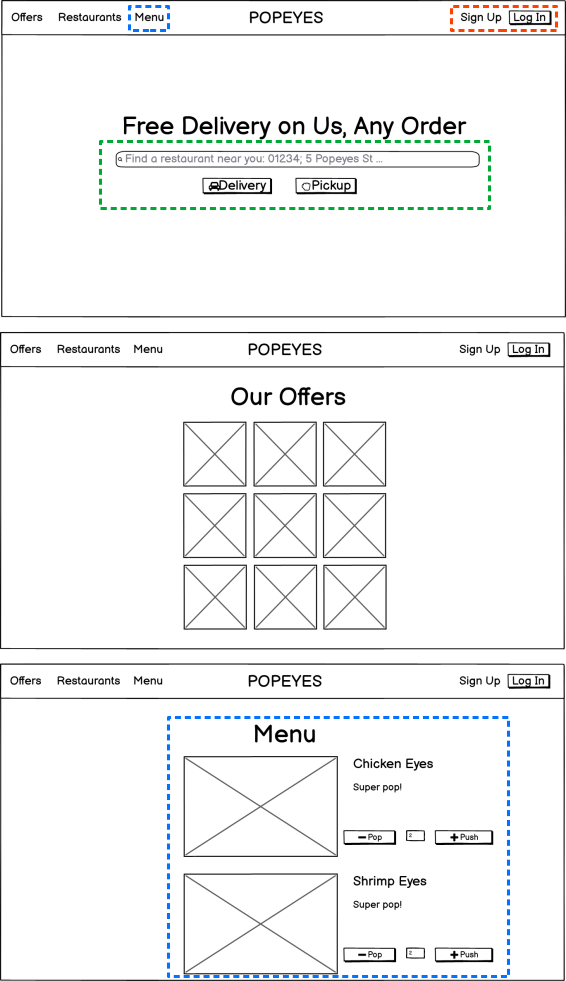 Offers Restaurants Menu POPEYES Sign Up Log In
Free Delivery on Us, Any Order
Find a restaurant near you: 01234; 5 Popeyes St ...
Delivery Pickup
Offers Restaurants Menu POPEYES Sign Up Log In
Our Offers
Offers Restaurants Menu POPEYES Sign Up Log In
Menu
Chicken Eyes
Super pop!
Pop 2 Push
Shrimp Eyes
Super pop!
Pop 2 Push